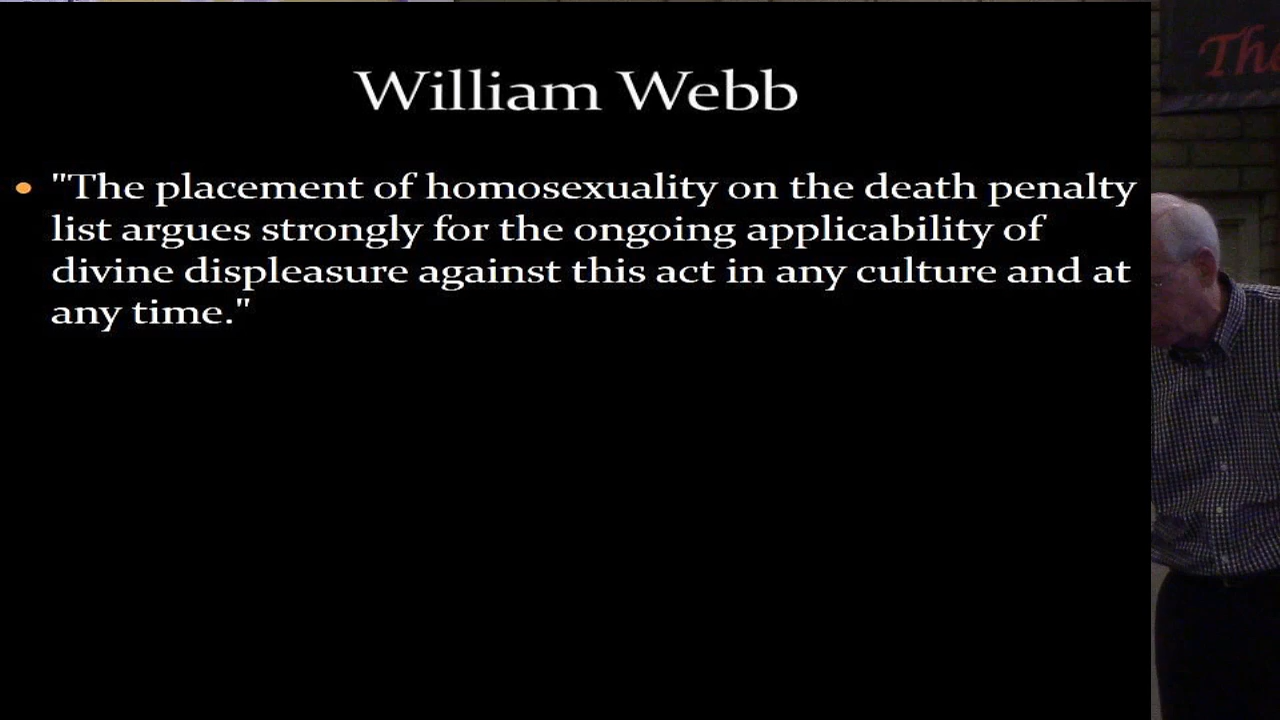 William Webb
"The placement of homosexuality on the death penalty
list argues strongly for the ongoing applicability of
divine displeasure against this act in any culture and at
any time."